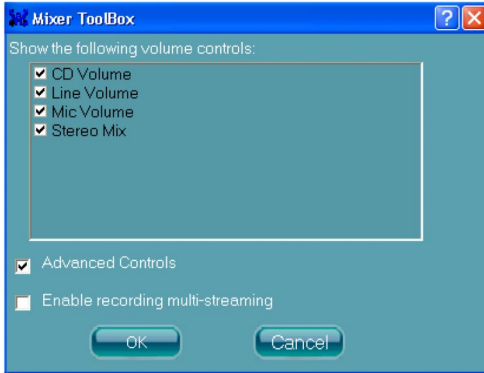 Mixer ToolBox
Show the following volume controls:
CD Volume
Line Volume
Mic Volume
Stereo Mix
Advanced Controls
Enable recording multi-streaming
OK Cancel